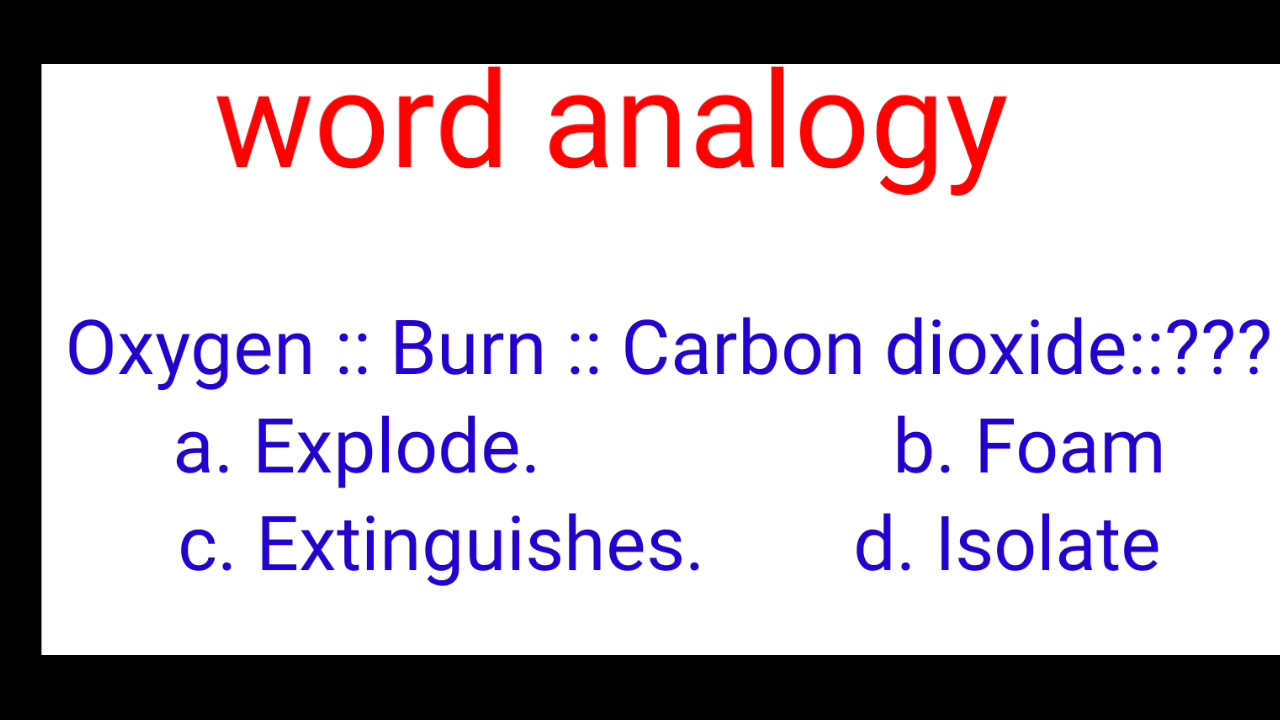 word analogy
Oxygen :: Burn :: Carbon dioxide::???
a. Explode. b. Foam
c. Extinguishes. d. Isolate